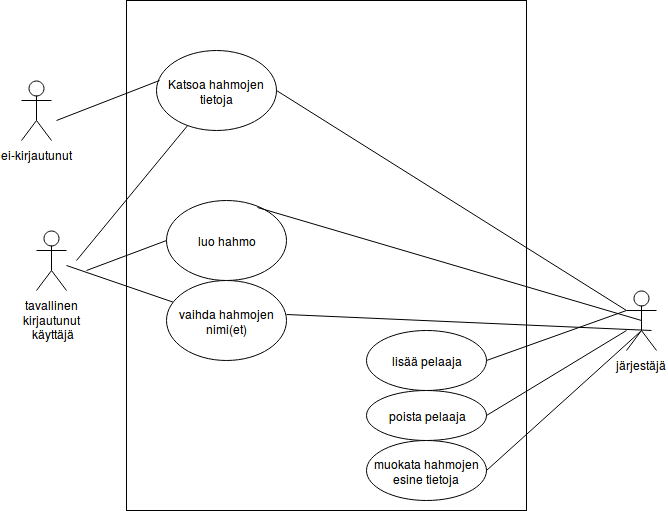 Katsoa hahmojen
tietoja
ei-kirjautunut
luo hahmo
tavallinen
kirjautunut
käyttäjä
vaihda hahmojen
nimi(et)
lisää pelaaja
järjestäjä
poista pelaaja
muokata hahmojen
esine tietoja